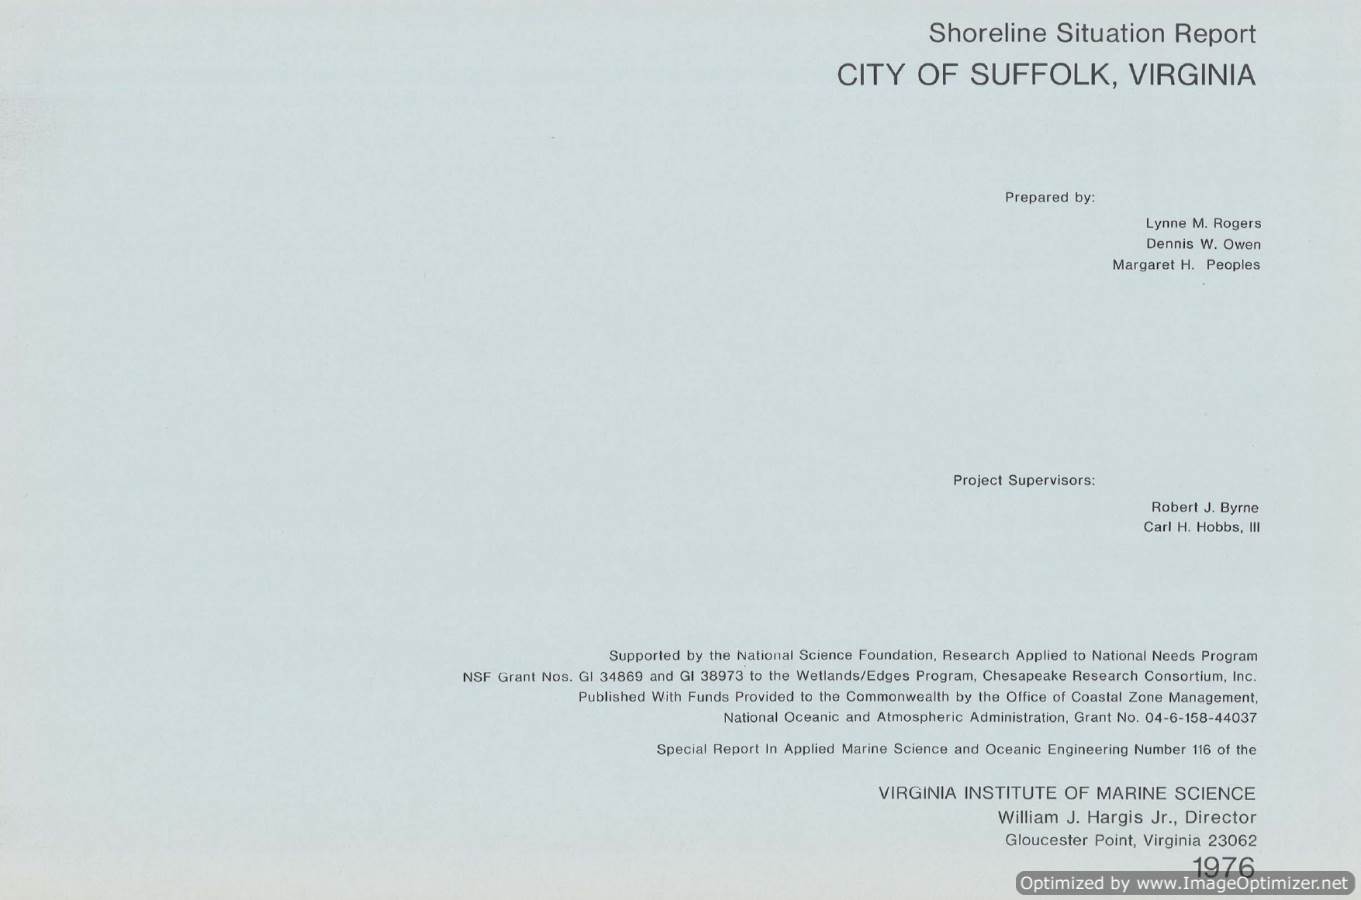 Shoreline Situation Report
CITY OF SUFFOLK, VIRGINIA
Prepared by:
Lynne M. Rogers
Dennis W. Owen
Margaret H. Peoples
Project Supervisors:
Robert J. Byrne
Carl H. Hobbs, III
Supported by the National Science Foundation, Research Applied to National Needs Program
NSF Grant Nos. GI 34869 and GI 38973 to the Wetlands/Edges Program, Chesapeake Research Consortium, Inc.
Published With Funds Provided to the Commonwealth by the Office of Coastal Zone Management,
National Oceanic and Atmospheric Administration, Grant No. 04-6-158-44037
Special Report In Applied Marine Science and Oceanic Engineering Number 116 of the
VIRGINIA INSTITUTE OF MARINE SCIENCE
William J. Hargis Jr., Director
Gloucester Point, Virginia 23062
1976
Optimized by www.ImageOptimizer.net